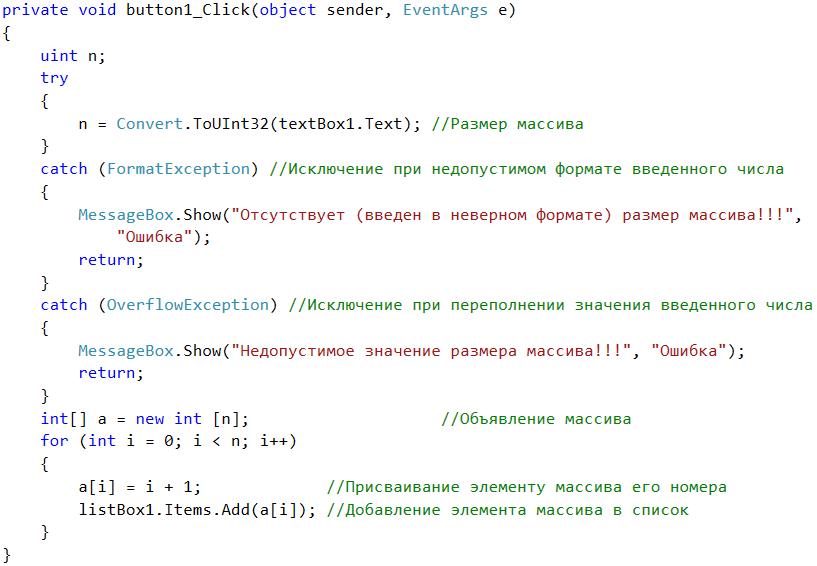 private void button1_Click(object sender, EventArgs e)
{
    uint n;
    try
    {
        n = Convert.ToUInt32(textBox1.Text); //Размер массива
    }
    catch (FormatException) //Исключение при недопустимом формате введенного числа
    {
        MessageBox.Show("Отсутствует (введен в неверном формате) размер массива!!!",
            "Ошибка");
        return;
    }
    catch (OverflowException) //Исключение при переполнении значения введенного числа
    {
        MessageBox.Show("Недопустимое значение размера массива!!!", "Ошибка");
        return;
    }
    int[] a = new int [n];                    //Объявление массива
    for (int i = 0; i < n; i++)
    {
        a[i] = i + 1;             //Присваивание элементу массива его номера
        listBox1.Items.Add(a[i]); //Добавление элемента массива в список
    }
}